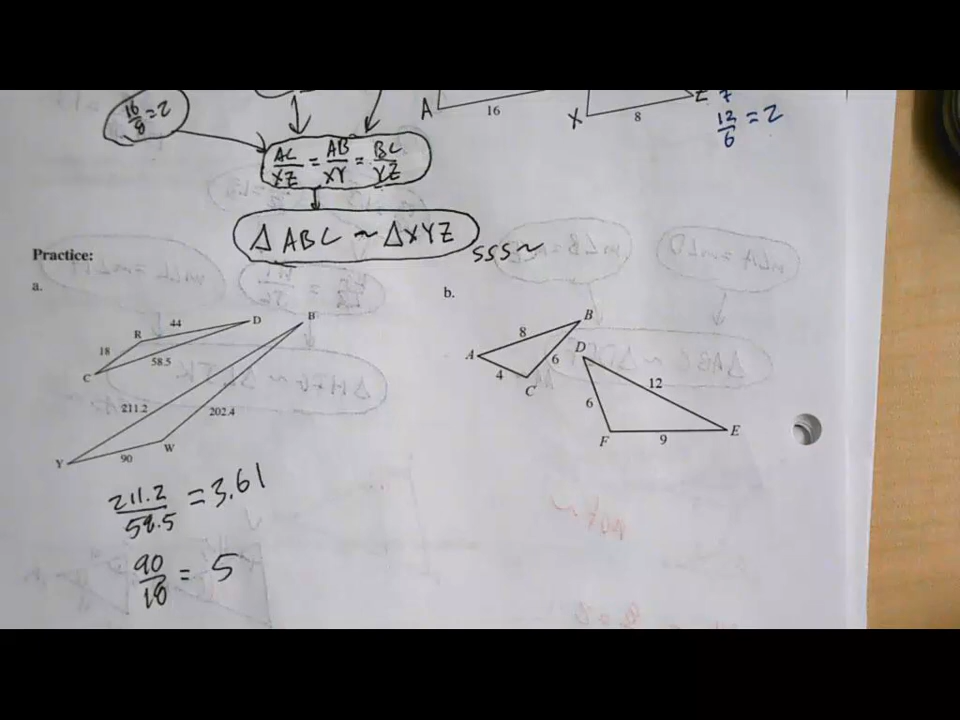 16/8 = 2
A 16
X 8 Z 7
12/6 = 2
AC/XZ = AB/XY = BC/YZ
△ABC ~ △XYZ SSS~
Practice:
a.
b.
R 44 D
18 58.5
C
B
211.2 202.4
Y 90 W
A 8 B
4 6
C
D 12
6
F 9 E
211.2/58.5 = 3.61
90/18 = 5